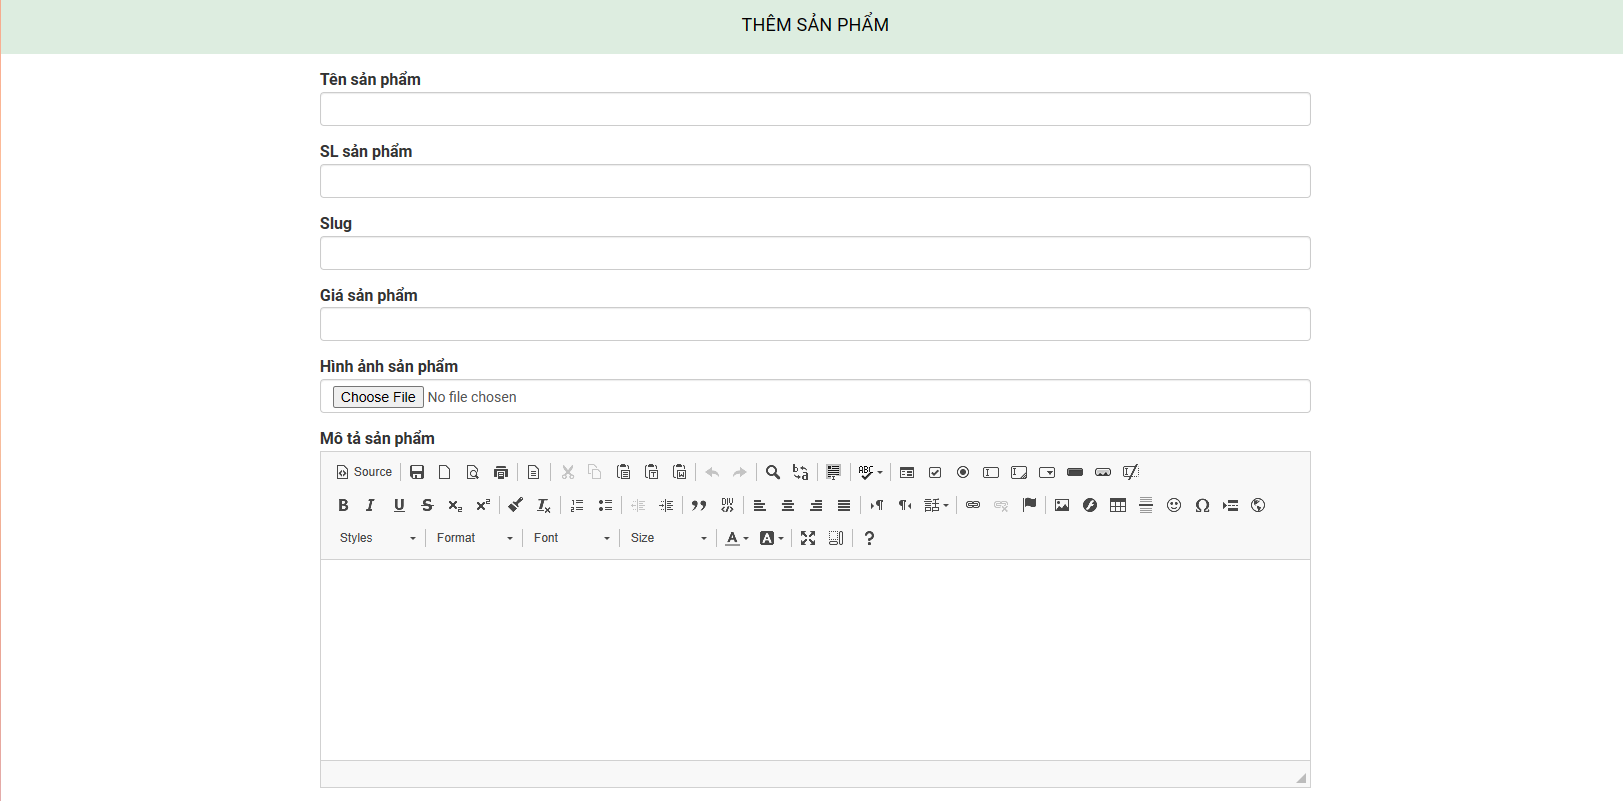 THÊM SẢN PHẨM
Tên sản phẩm
SL sản phẩm
Slug
Giá sản phẩm
Hình ảnh sản phẩm
Choose File No file chosen
Mô tả sản phẩm
Source
Styles Format Font Size